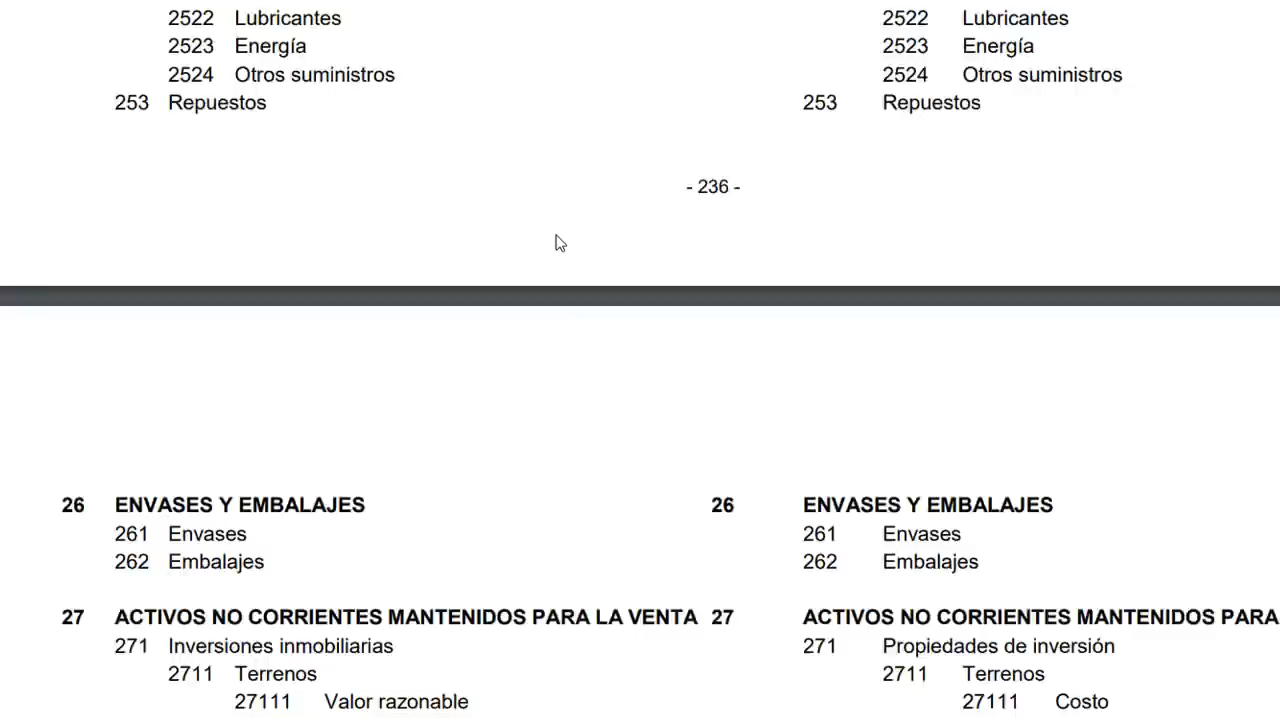 2522 Lubricantes 2522 Lubricantes
2523 Energía 2523 Energía
2524 Otros suministros 2524 Otros suministros
253 Repuestos 253 Repuestos
- 236 -
26 ENVASES Y EMBALAJES 26 ENVASES Y EMBALAJES
261 Envases 261 Envases
262 Embalajes 262 Embalajes
27 ACTIVOS NO CORRIENTES MANTENIDOS PARA LA VENTA 27 ACTIVOS NO CORRIENTES MANTENIDOS PARA
271 Inversiones inmobiliarias 271 Propiedades de inversión
2711 Terrenos 2711 Terrenos
27111 Valor razonable 27111 Costo